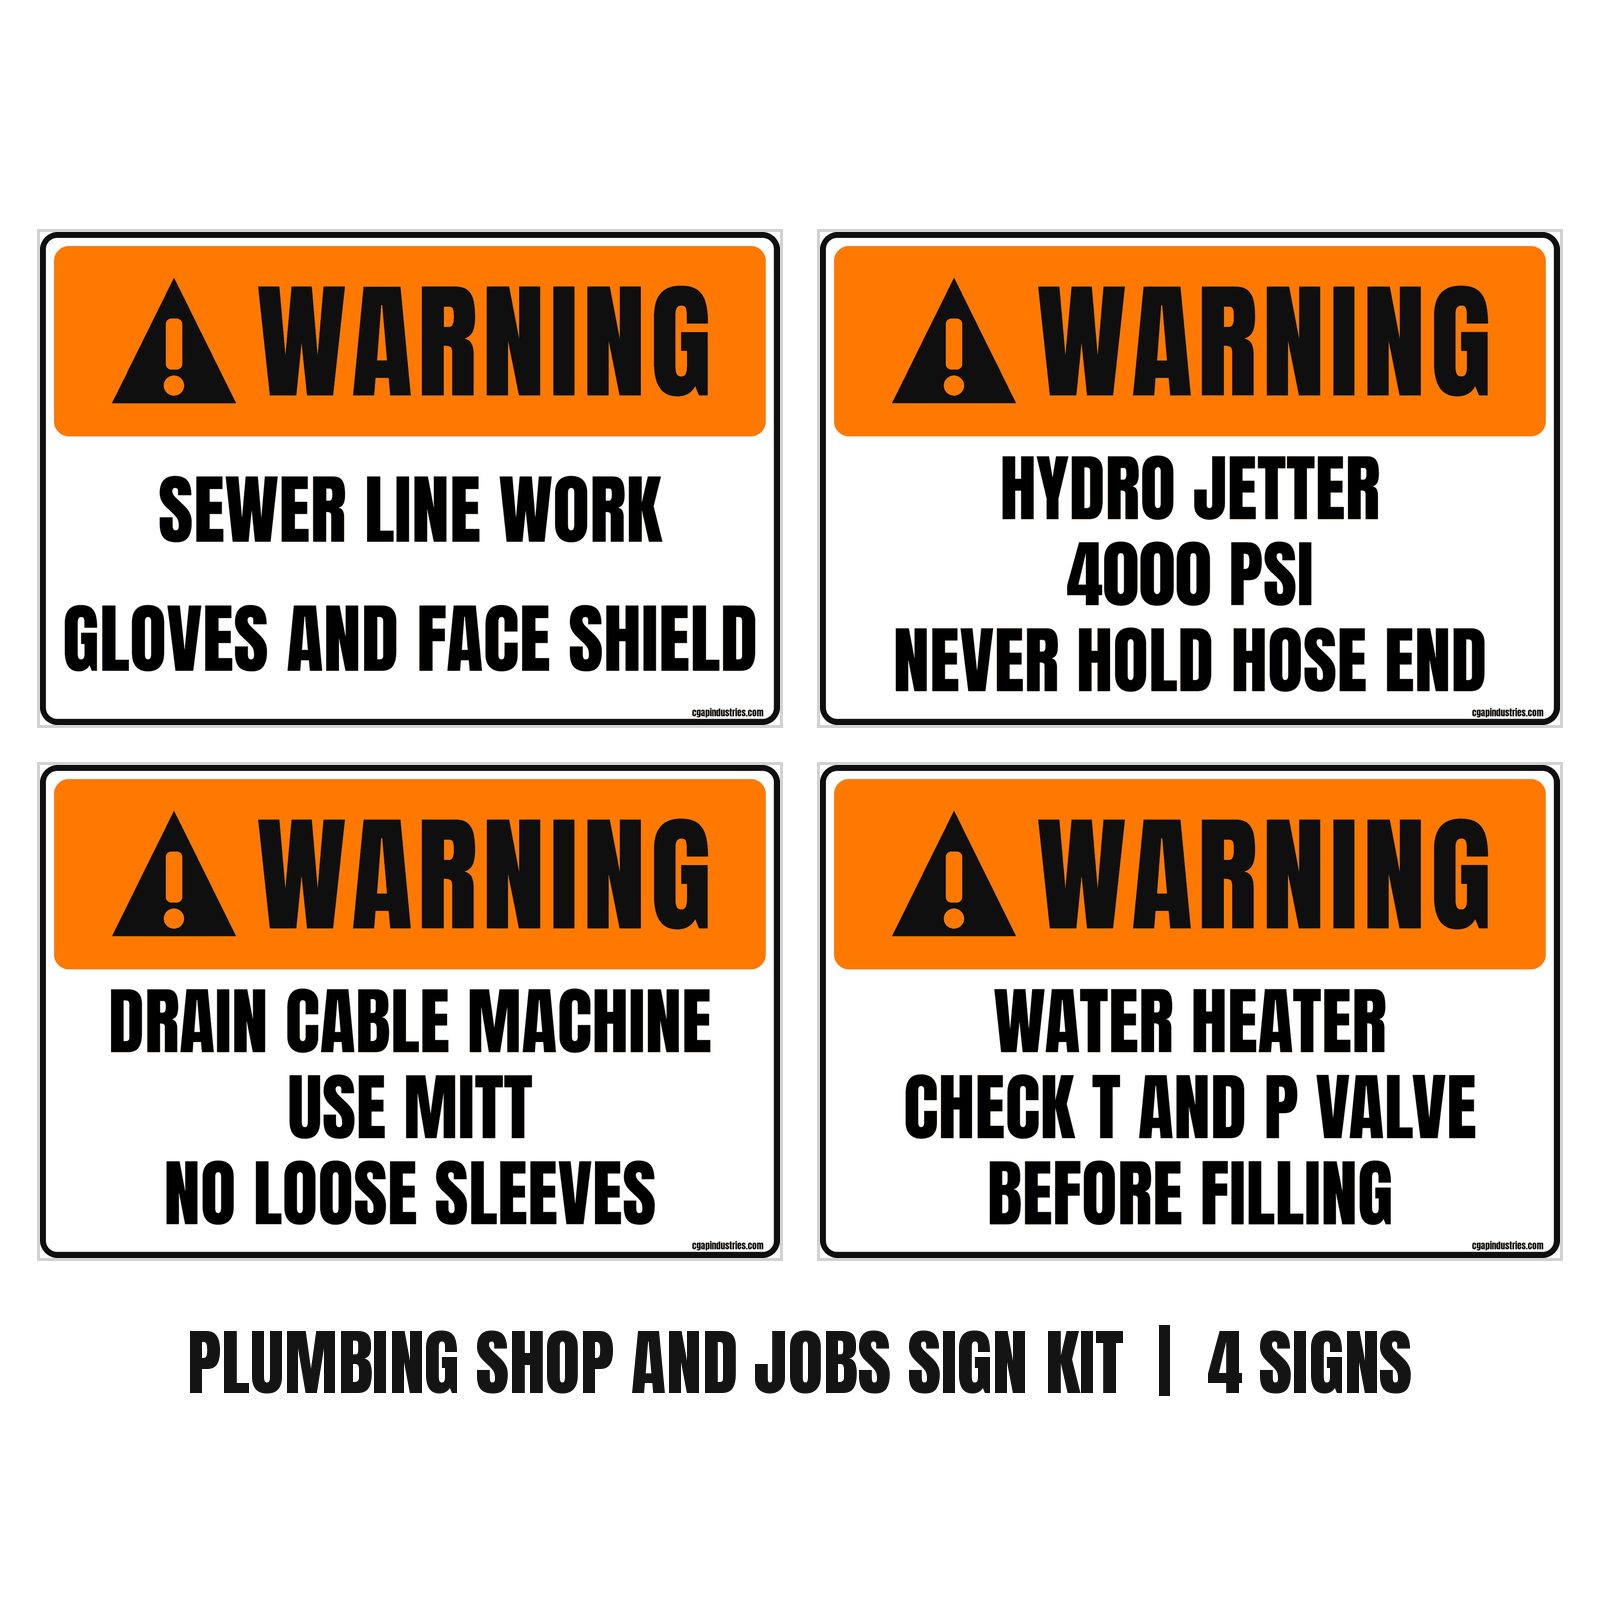 WARNING
SEWER LINE WORK
GLOVES AND FACE SHIELD
cgapindustries.com
WARNING
HYDRO JETTER
4000 PSI
NEVER HOLD HOSE END
cgapindustries.com
WARNING
DRAIN CABLE MACHINE
USE MITT
NO LOOSE SLEEVES
cgapindustries.com
WARNING
WATER HEATER
CHECK T AND P VALVE
BEFORE FILLING
cgapindustries.com
PLUMBING SHOP AND JOBS SIGN KIT | 4 SIGNS